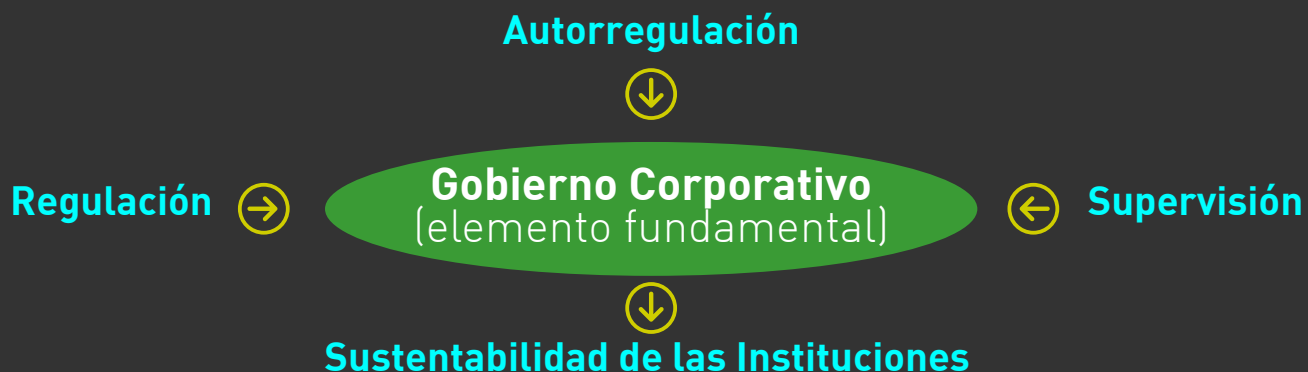 Autorregulación
Gobierno Corporativo
(elemento fundamental)
Regulación
Supervisión
Sustentabilidad de las Instituciones